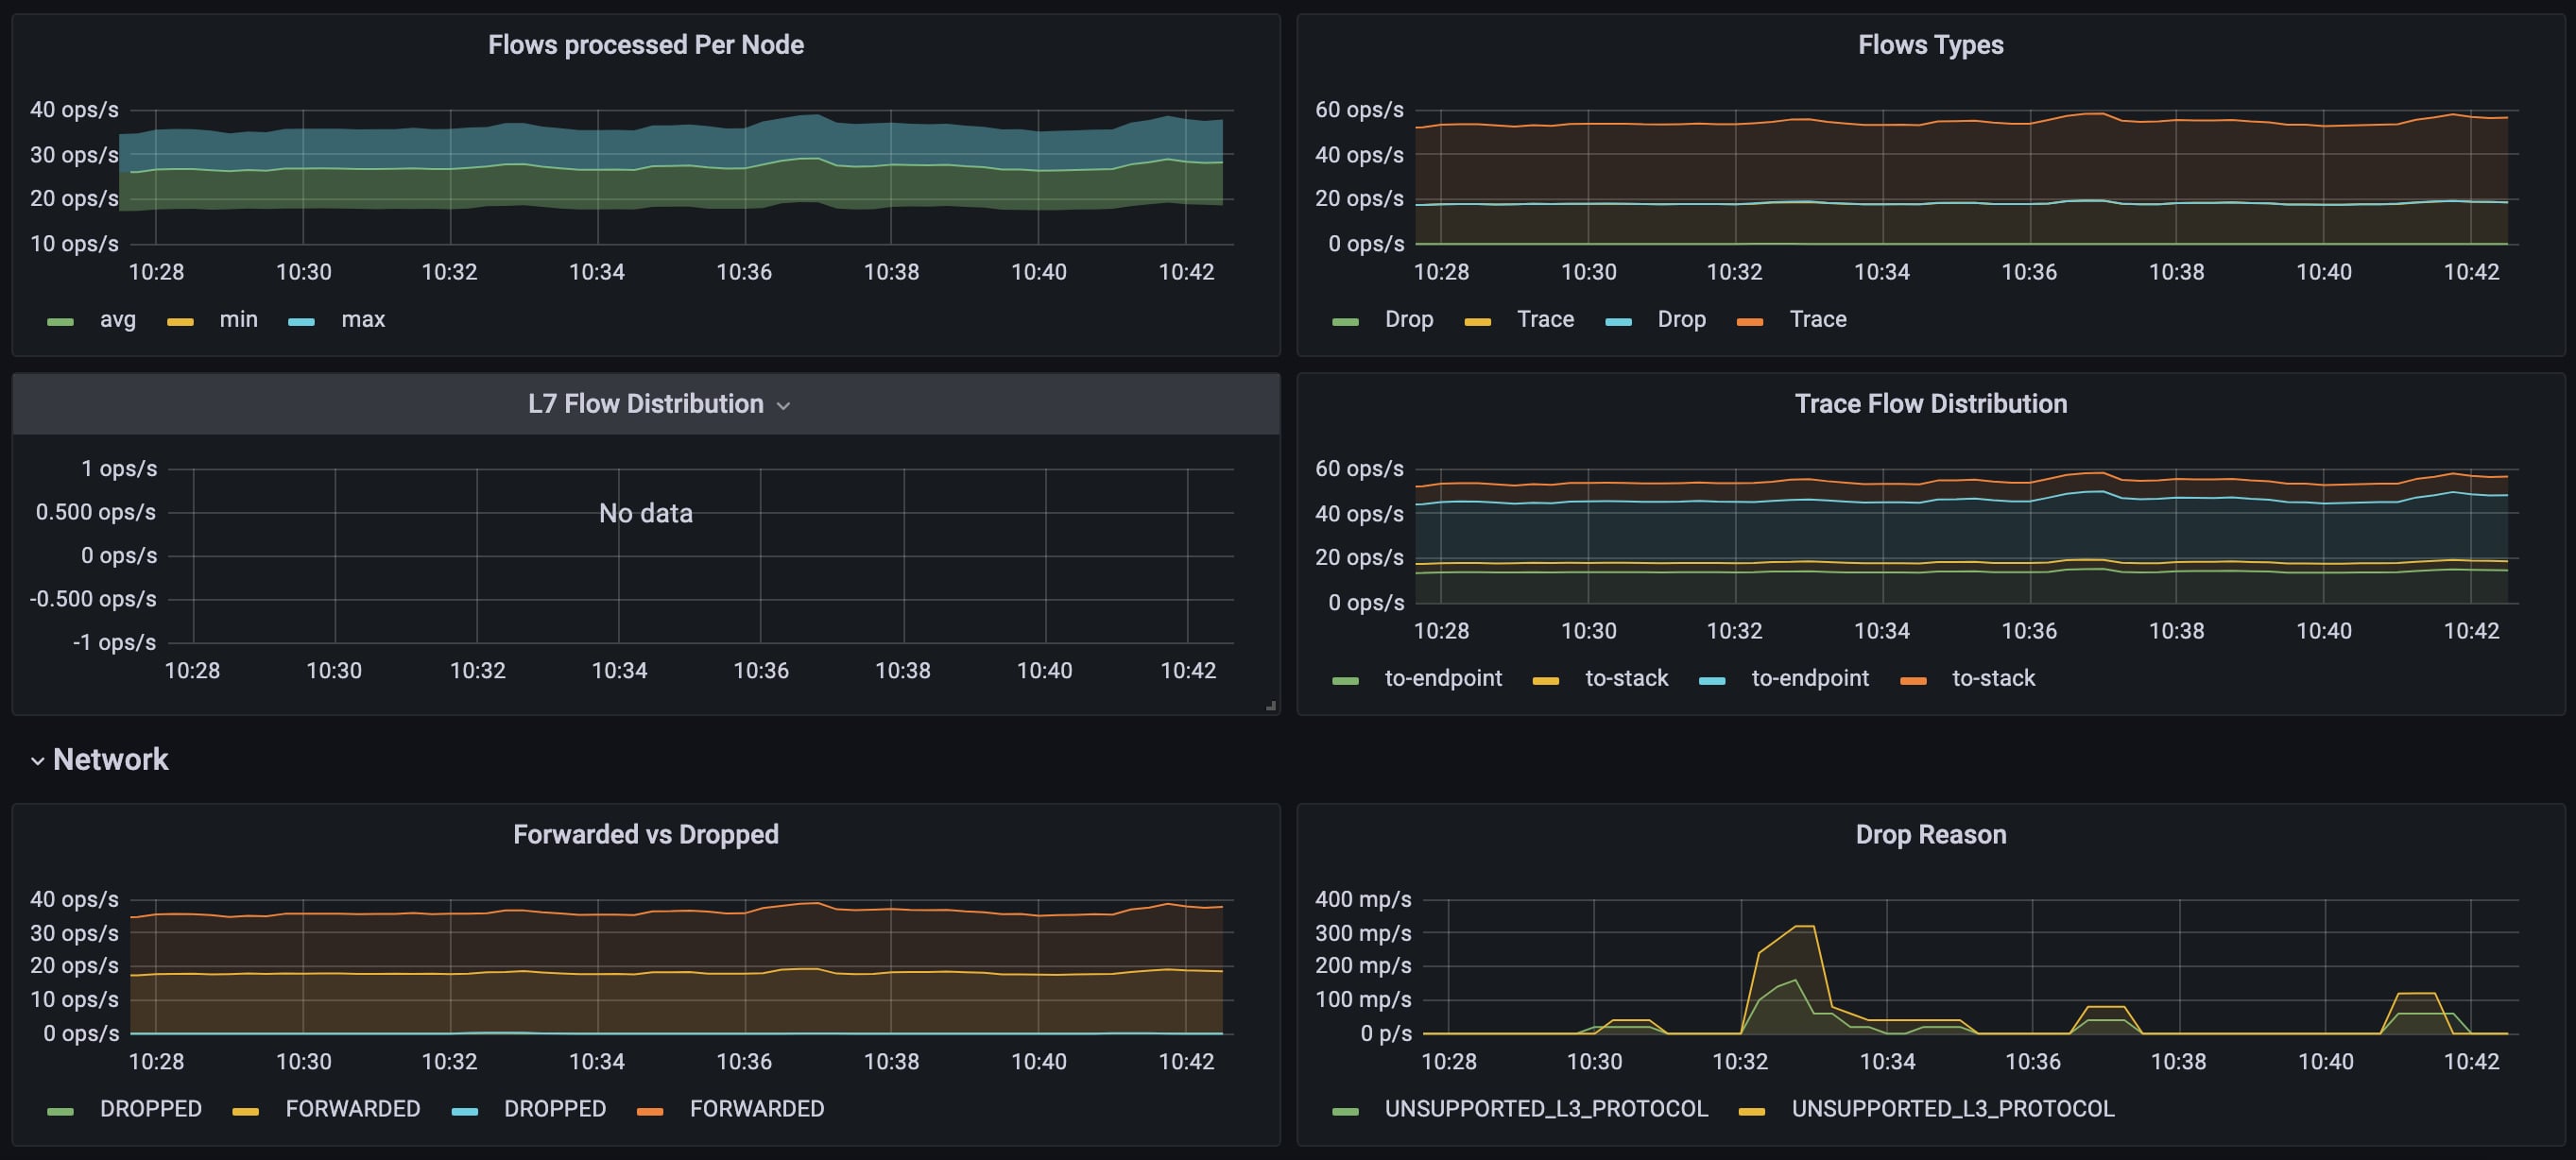 Flows processed Per Node
40 ops/s
30 ops/s
20 ops/s
10 ops/s
10:28 10:30 10:32 10:34 10:36 10:38 10:40 10:42
avg min max
Flows Types
60 ops/s
40 ops/s
20 ops/s
0 ops/s
10:28 10:30 10:32 10:34 10:36 10:38 10:40 10:42
Drop Trace Drop Trace
L7 Flow Distribution
1 ops/s
0.500 ops/s
0 ops/s
-0.500 ops/s
-1 ops/s
No data
10:28 10:30 10:32 10:34 10:36 10:38 10:40 10:42
Trace Flow Distribution
60 ops/s
40 ops/s
20 ops/s
0 ops/s
10:28 10:30 10:32 10:34 10:36 10:38 10:40 10:42
to-endpoint to-stack to-endpoint to-stack
Network
Forwarded vs Dropped
40 ops/s
30 ops/s
20 ops/s
10 ops/s
0 ops/s
10:28 10:30 10:32 10:34 10:36 10:38 10:40 10:42
DROPPED FORWARDED DROPPED FORWARDED
Drop Reason
400 mp/s
300 mp/s
200 mp/s
100 mp/s
0 p/s
10:28 10:30 10:32 10:34 10:36 10:38 10:40 10:42
UNSUPPORTED_L3_PROTOCOL UNSUPPORTED_L3_PROTOCOL